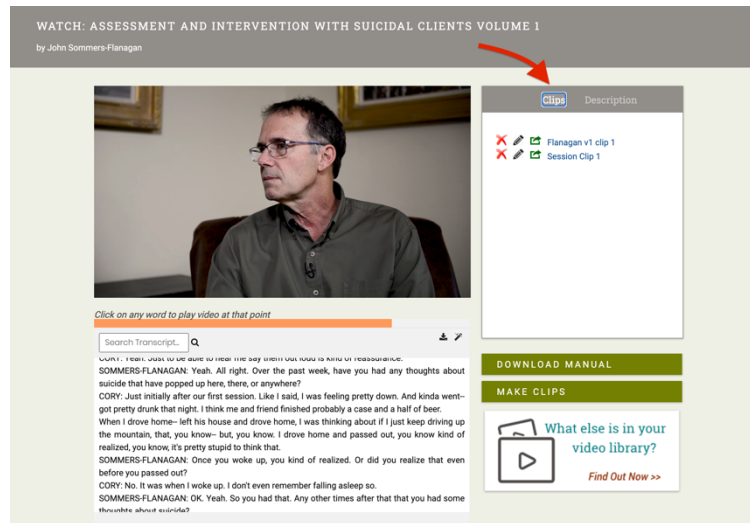 WATCH: ASSESSMENT AND INTERVENTION WITH SUICIDAL CLIENTS VOLUME 1
by John Sommers-Flanagan
Clips Description
Flanagan v1 clip 1
Session Clip 1
Click on any word to play video at that point
Search Transcript..
CORY: Yeah. Just to be able to hear me say them out loud is kind of reassurance.
SOMMERS-FLANAGAN: Yeah. All right. Over the past week, have you had any thoughts about
suicide that have popped up here, there, or anywhere?
CORY: Just initially after our first session. Like I said, I was feeling pretty down. And kinda went--
got pretty drunk that night. I think me and friend finished probably a case and a half of beer.
When I drove home-- left his house and drove home, I was thinking about if I just keep driving up
the mountain, that, you know-- but, you know. I drove home and passed out, you know kind of
realized, you know, it's pretty stupid to think that.
SOMMERS-FLANAGAN: Once you woke up, you kind of realized. Or did you realize that even
before you passed out?
CORY: No. It was when I woke up. I don't even remember falling asleep so.
SOMMERS-FLANAGAN: OK. Yeah. So you had that. Any other times after that that you had some
thoughts about suicide?
DOWNLOAD MANUAL
MAKE CLIPS
What else is in your
video library?
Find Out Now >>